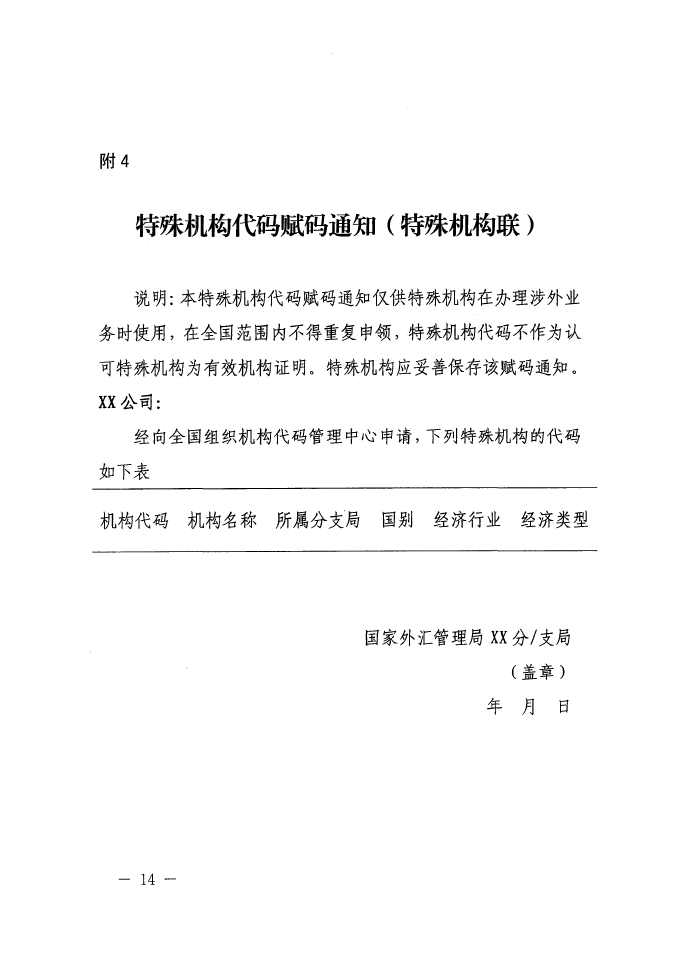 附 4
特殊机构代码赋码通知（特殊机构联）
说明: 本特殊机构代码赋码通知仅供特殊机构在办理涉外业
务时使用, 在全国范围内不得重复申领, 特殊机构代码不作为认
可特殊机构为有效机构证明。特殊机构应妥善保存该赋码通知。
XX 公司:
经向全国组织机构代码管理中心申请, 下列特殊机构的代码
如下表
机构代码 机构名称 所属分支局 国别 经济行业 经济类型
国家外汇管理局 XX 分/支局
（盖章）
年 月 日
— 14 —